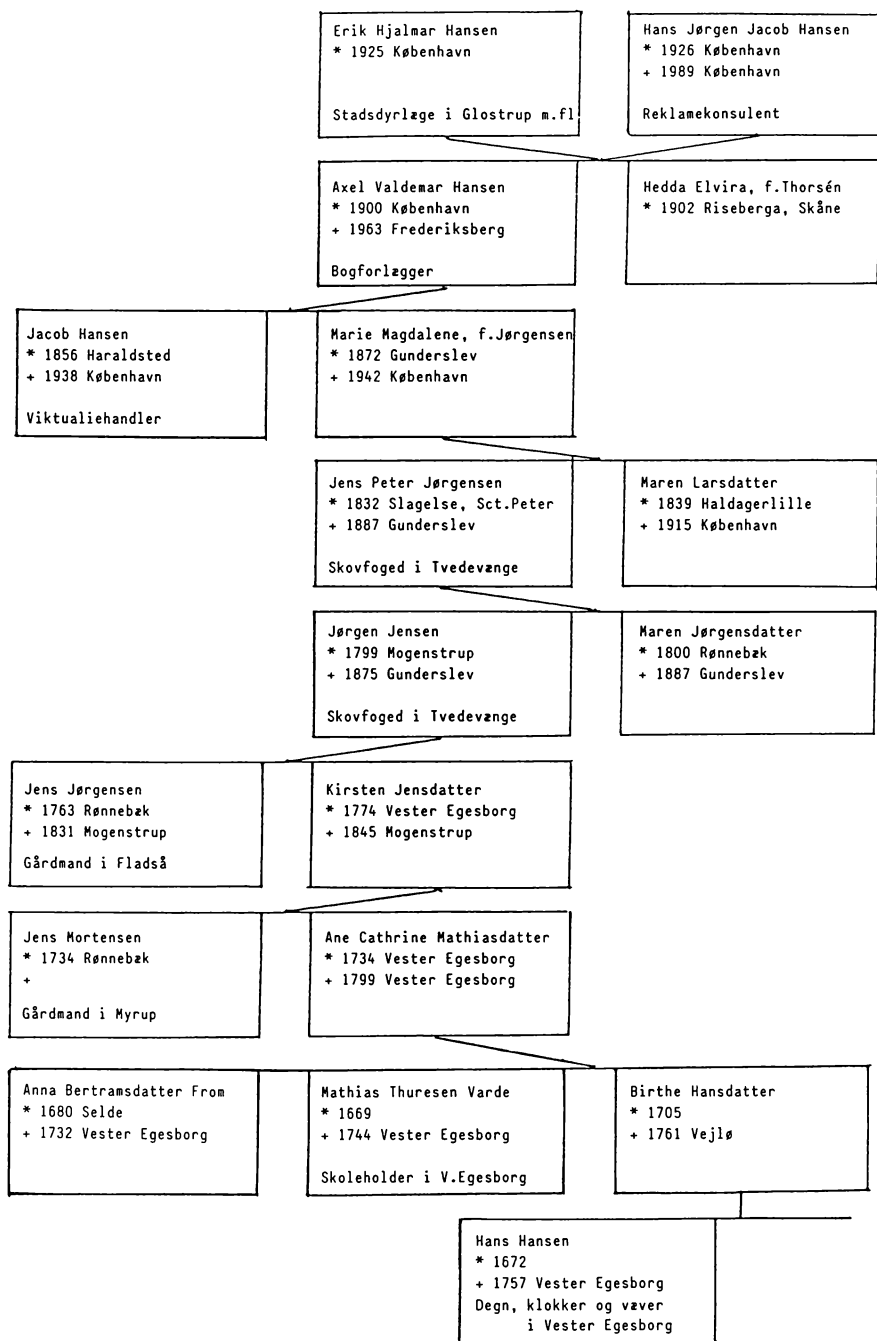 Erik Hjalmar Hansen
* 1925 København
Stadsdyrlæge i Glostrup m.fl
Hans Jørgen Jacob Hansen
* 1926 København
+ 1989 København
Reklamekonsulent
Axel Valdemar Hansen
* 1900 København
+ 1963 Frederiksberg
Bogforlægger
Hedda Elvira, f.Thorsén
* 1902 Riseberga, Skåne
Jacob Hansen
* 1856 Haraldsted
+ 1938 København
Viktualiehandler
Marie Magdalene, f.Jørgensen
* 1872 Gunderslev
+ 1942 København
Jens Peter Jørgensen
* 1832 Slagelse, Sct.Peter
+ 1887 Gunderslev
Skovfoged i Tvedevænge
Maren Larsdatter
* 1839 Haldagerlille
+ 1915 København
Jørgen Jensen
* 1799 Mogenstrup
+ 1875 Gunderslev
Skovfoged i Tvedevænge
Maren Jørgensdatter
* 1800 Rønnebæk
+ 1887 Gunderslev
Jens Jørgensen
* 1763 Rønnebæk
+ 1831 Mogenstrup
Gårdmand i Fladså
Kirsten Jensdatter
* 1774 Vester Egesborg
+ 1845 Mogenstrup
Jens Mortensen
* 1734 Rønnebæk
+
Gårdmand i Myrup
Ane Cathrine Mathiasdatter
* 1734 Vester Egesborg
+ 1799 Vester Egesborg
Anna Bertramsdatter From
* 1680 Selde
+ 1732 Vester Egesborg
Mathias Thuresen Varde
* 1669
+ 1744 Vester Egesborg
Skoleholder i V.Egesborg
Birthe Hansdatter
* 1705
+ 1761 Vejlø
Hans Hansen
* 1672
+ 1757 Vester Egesborg
Degn, klokker og væver
i Vester Egesborg